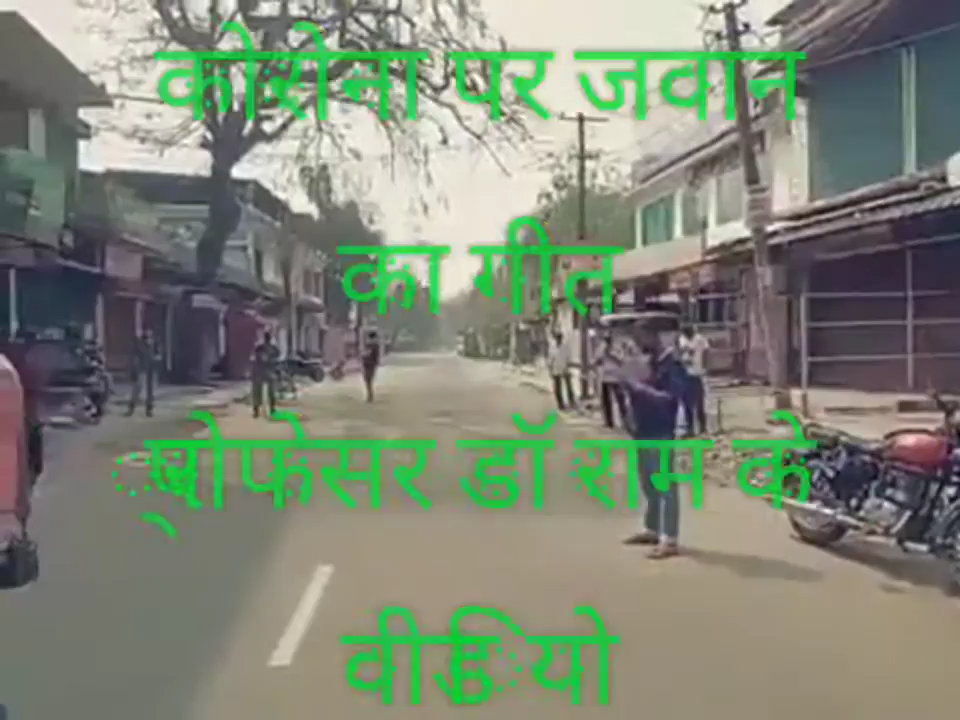 कोरोना पर जवान
का गीत
प्रोफेसर डॉ राम के
वीडियो